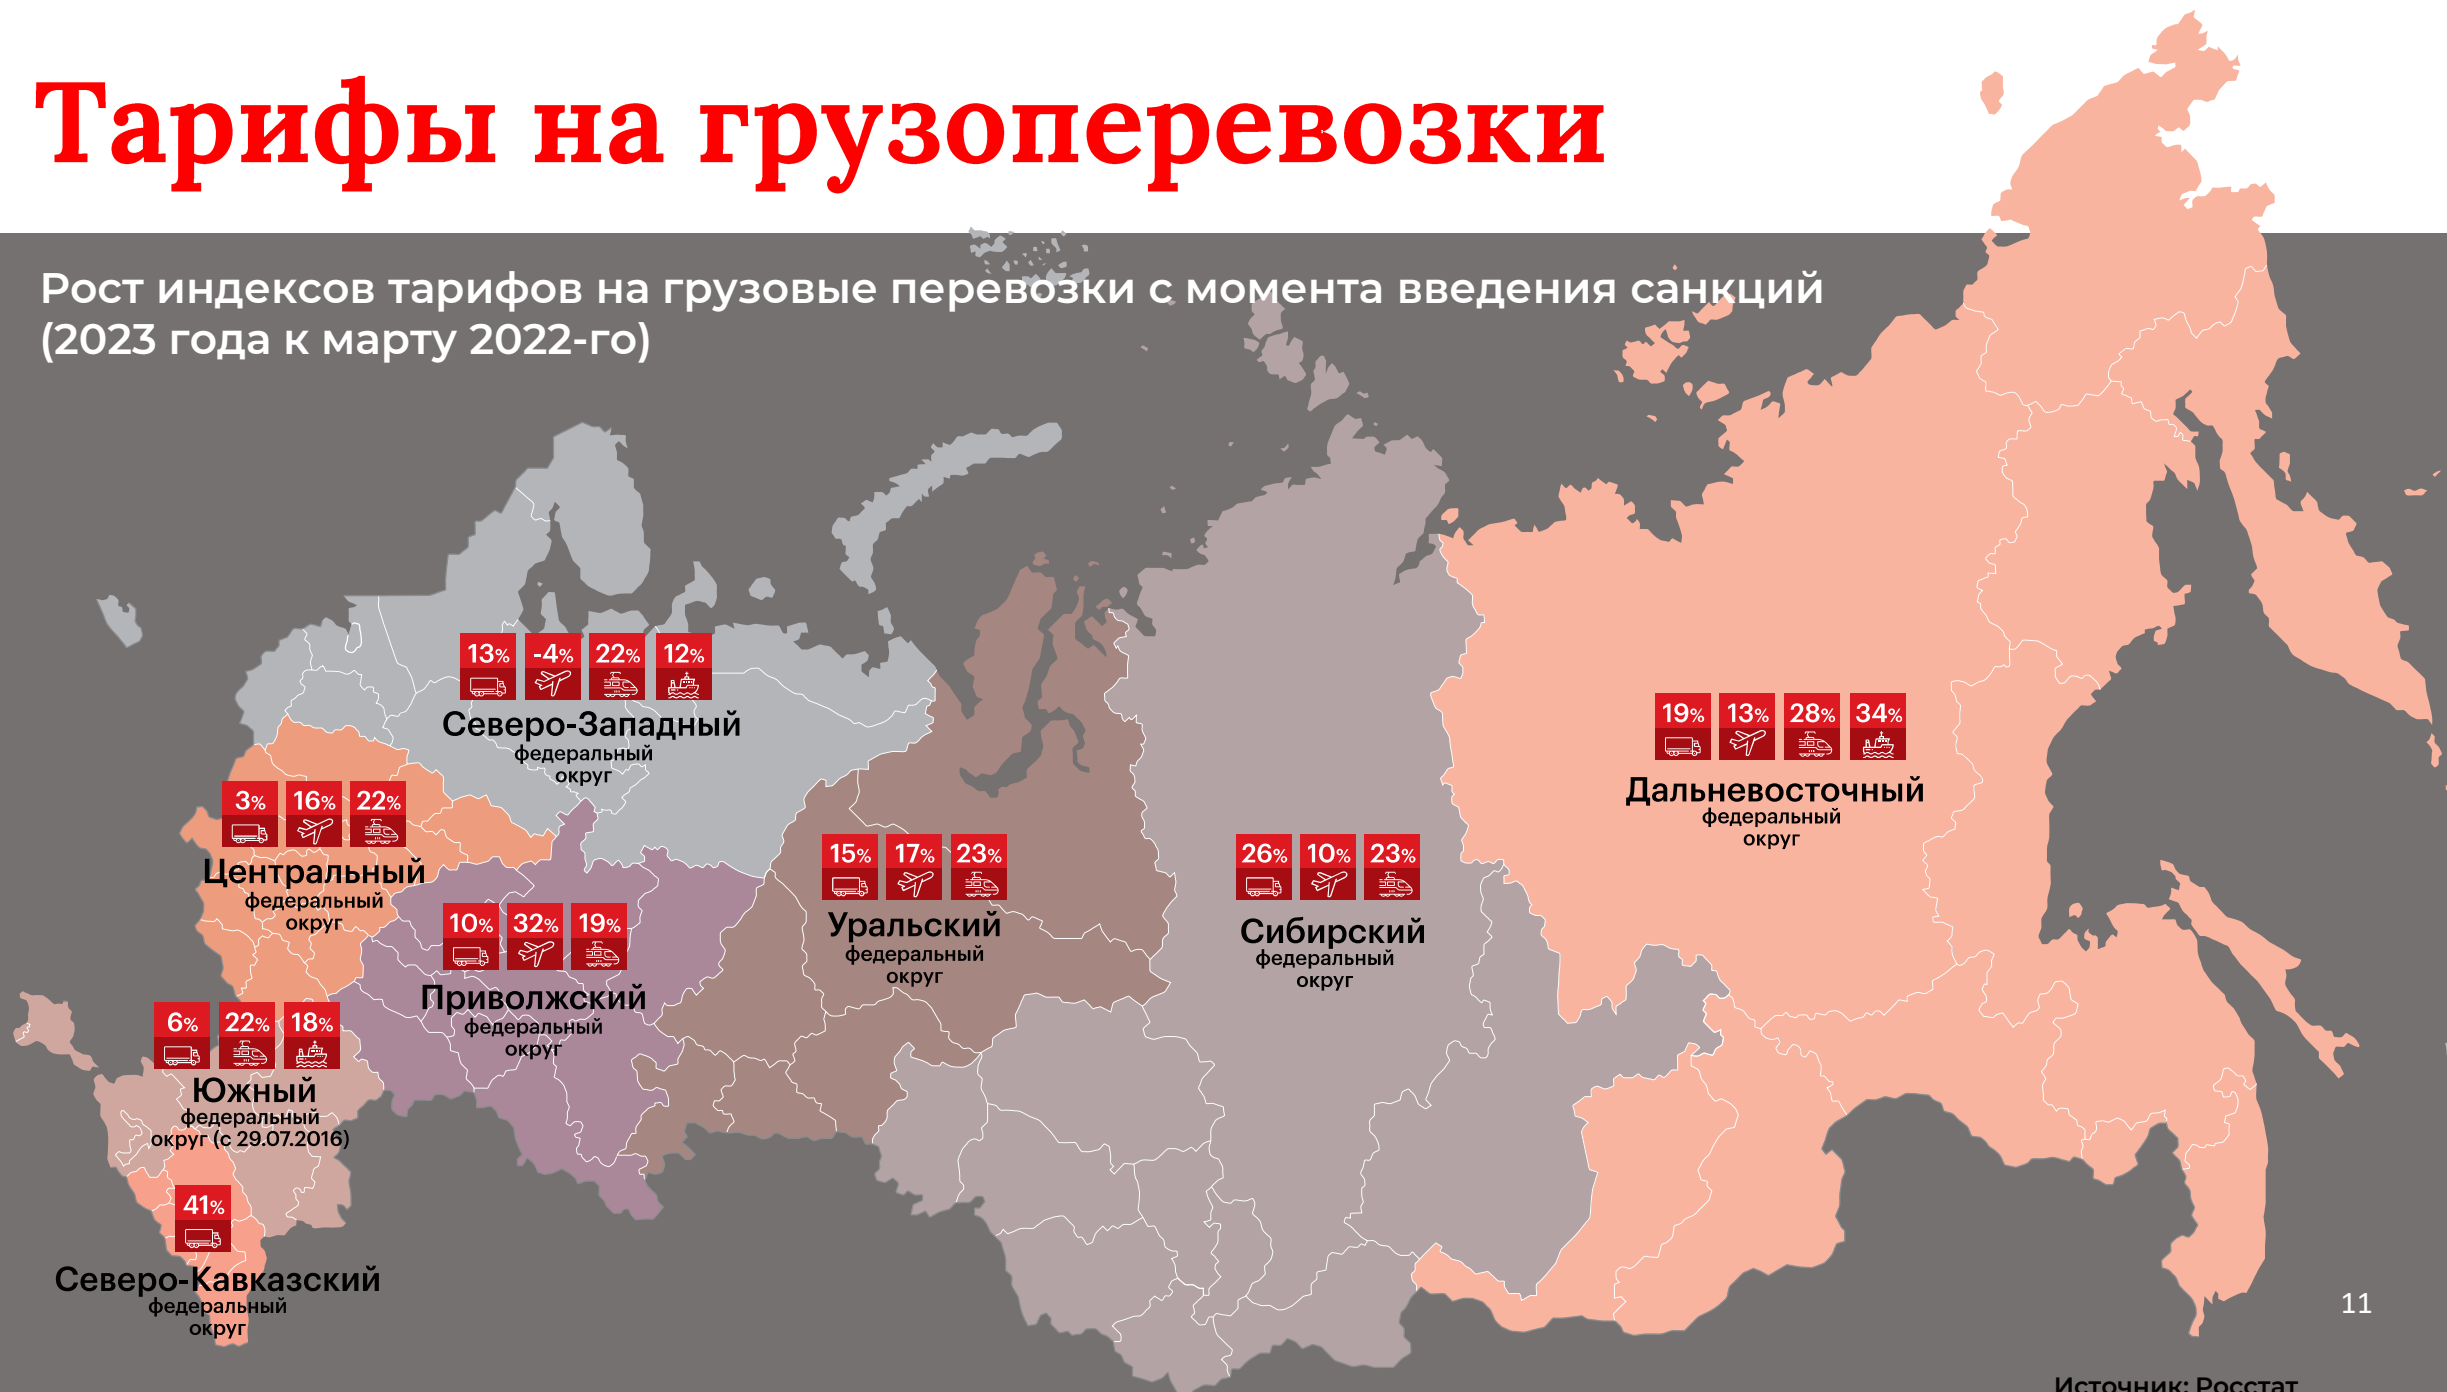 Тарифы на грузоперевозки
Рост индексов тарифов на грузовые перевозки с момента введения санкций
(2023 года к марту 2022-го)
13% -4% 22% 12%
Северо-Западный
федеральный
округ
19% 13% 28% 34%
Дальневосточный
федеральный
округ
3% 16% 22%
Центральный
федеральный
округ
15% 17% 23%
Уральский
федеральный
округ
26% 10% 23%
Сибирский
федеральный
округ
10% 32% 19%
Приволжский
федеральный
округ
6% 22% 18%
Южный
федеральный
округ (с 29.07.2016)
41%
Северо-Кавказский
федеральный
округ
11
Источник: Росстат